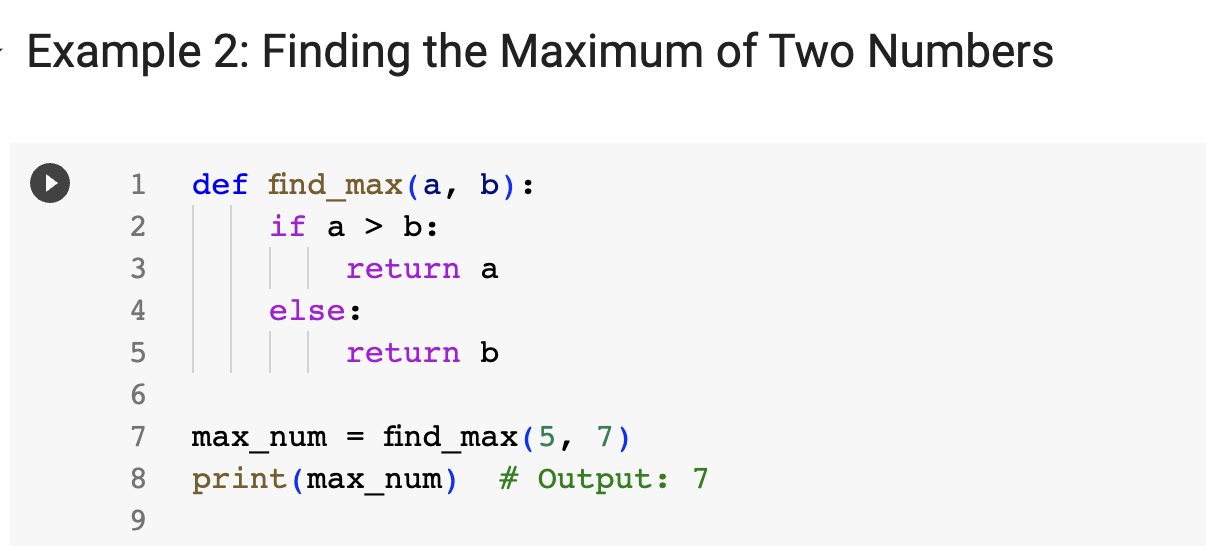 Example 2: Finding the Maximum of Two Numbers
1 def find_max(a, b):
2     if a > b:
3         return a
4     else:
5         return b
6
7 max_num = find_max(5, 7)
8 print(max_num)  # Output: 7
9